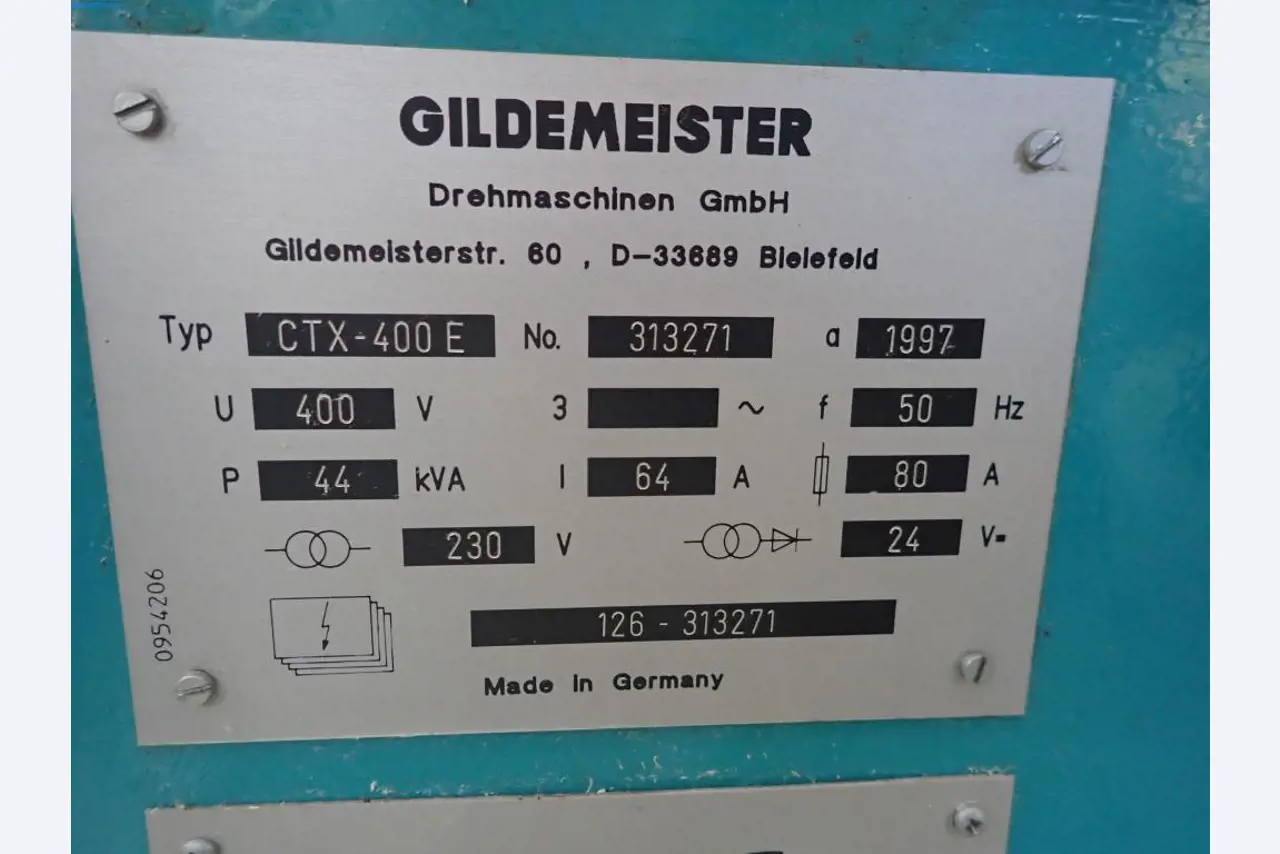 GILDEMEISTER
Drehmaschinen GmbH
Gildemeisterstr. 60 , D-33689 Bielefeld
Typ CTX-400 E No. 313271 a 1997
U 400 V 3 ~ f 50 Hz
P 44 kVA I 64 A 80 A
230 V 24 V=
126 - 313271
Made in Germany
0954206